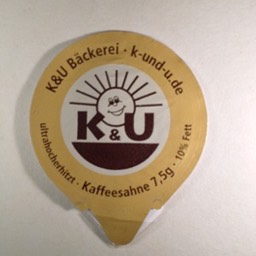 K&U Bäckerei · k-und-u.de
K&U
ultrahocherhitzt · Kaffeesahne 7,5g · 10% Fett